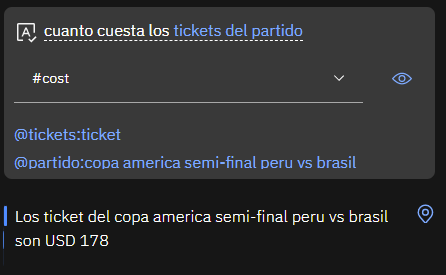 cuanto cuesta los tickets del partido
#cost
@tickets:ticket
@partido:copa america semi-final peru vs brasil
Los ticket del copa america semi-final peru vs brasil
son USD 178